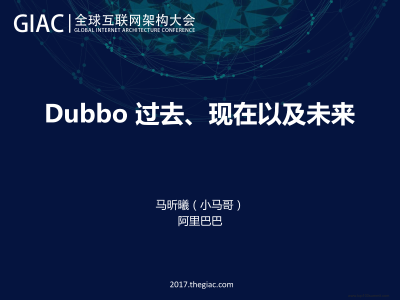 GIAC 全球互联网架构大会
GLOBAL INTERNET ARCHITECTURE CONFERENCE
Dubbo 过去、现在以及未来
马昕曦（小马哥）
阿里巴巴
2017.thegiac.com